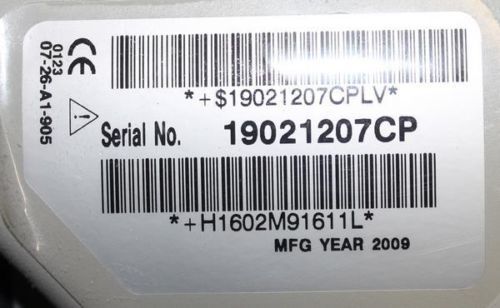 CE 0123
07-26-A1-905
*+$19021207CPLV*
Serial No. 19021207CP
*+H1602M91611L*
MFG YEAR 2009